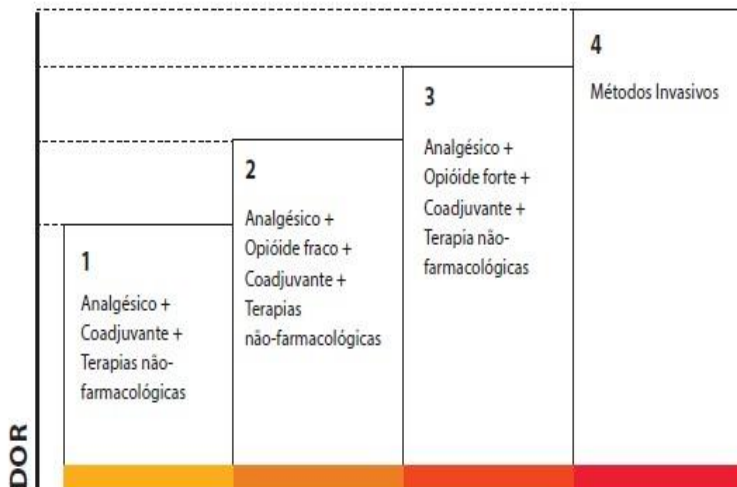 4
Métodos Invasivos
3
Analgésico +
Opióide forte +
Coadjuvante +
Terapia não-
farmacológicas
2
Analgésico +
Opióide fraco +
Coadjuvante +
Terapias
não-farmacológicas
1
Analgésico +
Coadjuvante +
Terapias não-
farmacológicas
DOR